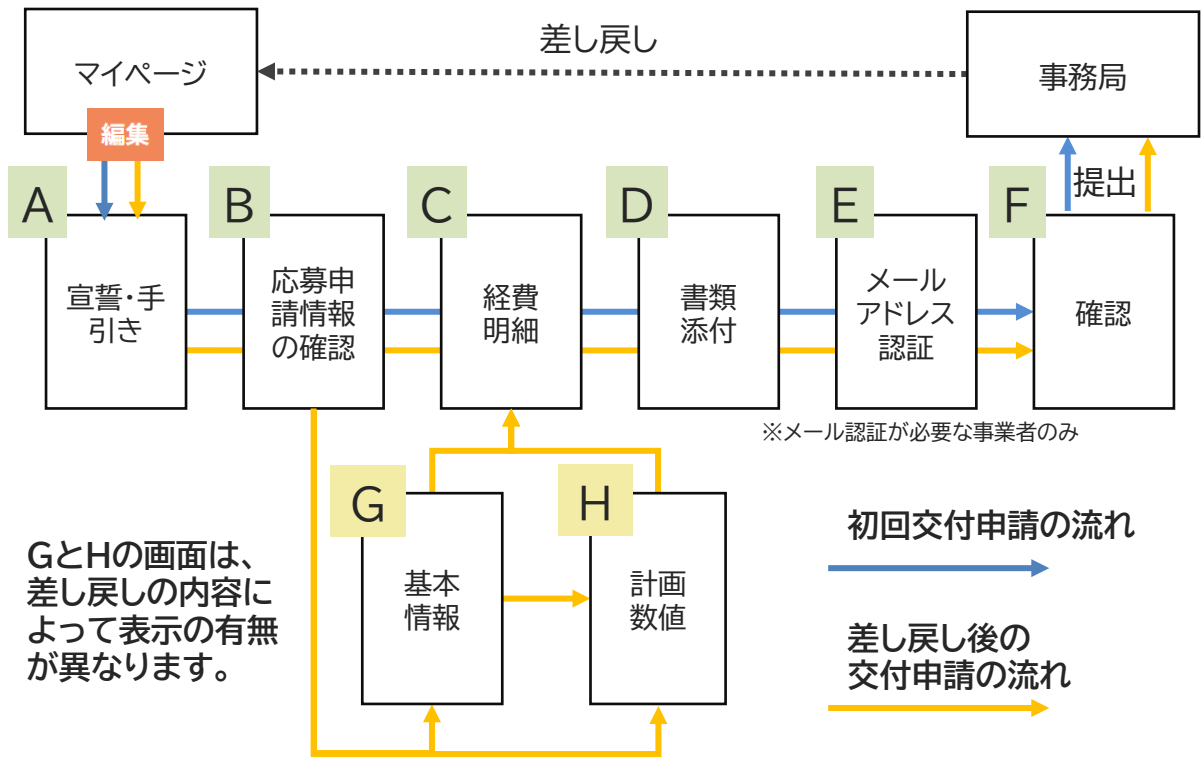 差し戻し
マイページ
事務局
編集
提出
A
B
C
D
E
F
宣誓・手
引き
応募申
請情報
の確認
経費
明細
書類
添付
メール
アドレス
認証
確認
※メール認証が必要な事業者のみ
G
H
基本
情報
計画
数値
GとHの画面は、
差し戻しの内容に
よって表示の有無
が異なります。
初回交付申請の流れ
差し戻し後の
交付申請の流れ